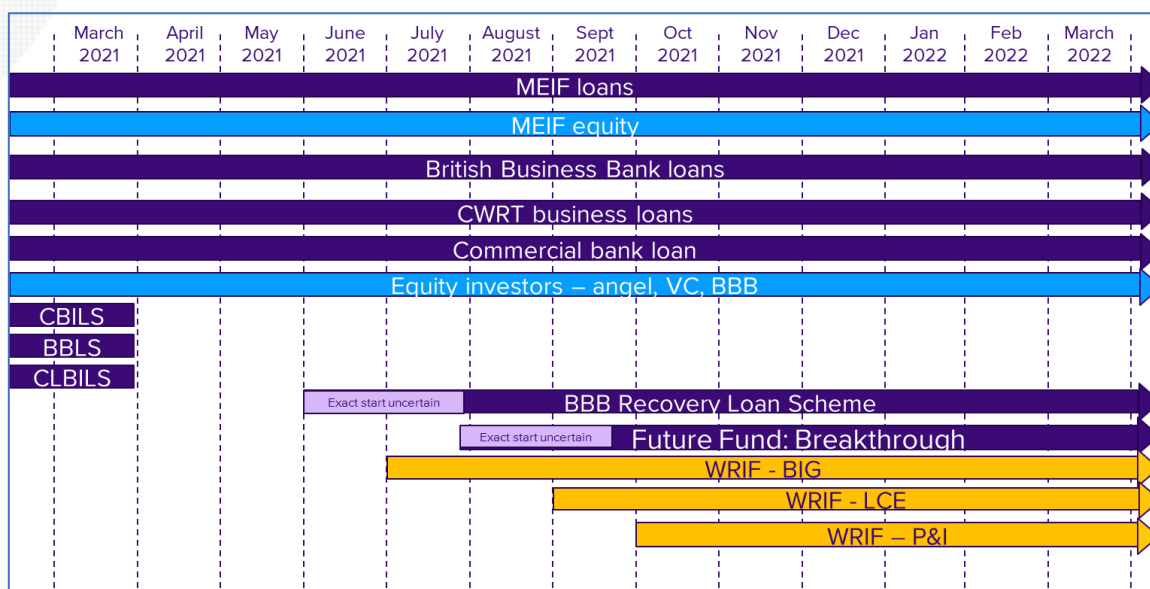 March April May June July August Sept Oct Nov Dec Jan Feb March
2021 2021 2021 2021 2021 2021 2021 2021 2021 2021 2022 2022 2022
MEIF loans
MEIF equity
British Business Bank loans
CWRT business loans
Commercial bank loan
Equity investors – angel, VC, BBB
CBILS
BBLS
CLBILS
Exact start uncertain BBB Recovery Loan Scheme
Exact start uncertain Future Fund: Breakthrough
WRIF - BIG
WRIF - LCE
WRIF – P&I